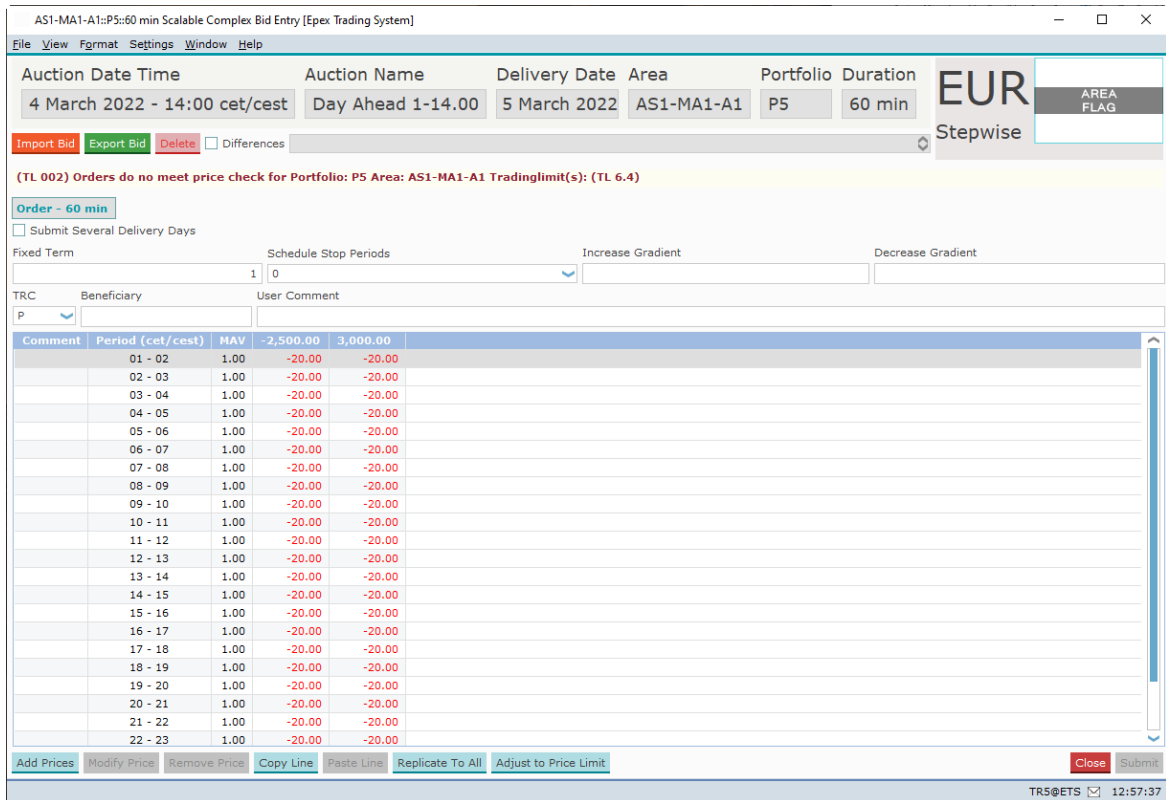 AS1-MA1-A1::P5::60 min Scalable Complex Bid Entry [Epex Trading System]
File View Format Settings Window Help
Auction Date Time Auction Name Delivery Date Area Portfolio Duration
4 March 2022 - 14:00 cet/cest Day Ahead 1-14.00 5 March 2022 AS1-MA1-A1 P5 60 min
EUR
Stepwise
AREA
FLAG
Import Bid Export Bid Delete Differences
(TL 002) Orders do no meet price check for Portfolio: P5 Area: AS1-MA1-A1 Tradinglimit(s): (TL 6.4)
Order - 60 min
Submit Several Delivery Days
Fixed Term Schedule Stop Periods Increase Gradient Decrease Gradient
1 0
TRC Beneficiary User Comment
P
Comment Period (cet/cest) MAV -2,500.00 3,000.00
01 - 02 1.00 -20.00 -20.00
02 - 03 1.00 -20.00 -20.00
03 - 04 1.00 -20.00 -20.00
04 - 05 1.00 -20.00 -20.00
05 - 06 1.00 -20.00 -20.00
06 - 07 1.00 -20.00 -20.00
07 - 08 1.00 -20.00 -20.00
08 - 09 1.00 -20.00 -20.00
09 - 10 1.00 -20.00 -20.00
10 - 11 1.00 -20.00 -20.00
11 - 12 1.00 -20.00 -20.00
12 - 13 1.00 -20.00 -20.00
13 - 14 1.00 -20.00 -20.00
14 - 15 1.00 -20.00 -20.00
15 - 16 1.00 -20.00 -20.00
16 - 17 1.00 -20.00 -20.00
17 - 18 1.00 -20.00 -20.00
18 - 19 1.00 -20.00 -20.00
19 - 20 1.00 -20.00 -20.00
20 - 21 1.00 -20.00 -20.00
21 - 22 1.00 -20.00 -20.00
22 - 23 1.00 -20.00 -20.00
Add Prices Modify Price Remove Price Copy Line Paste Line Replicate To All Adjust to Price Limit Close Submit
TR5@ETS 12:57:37